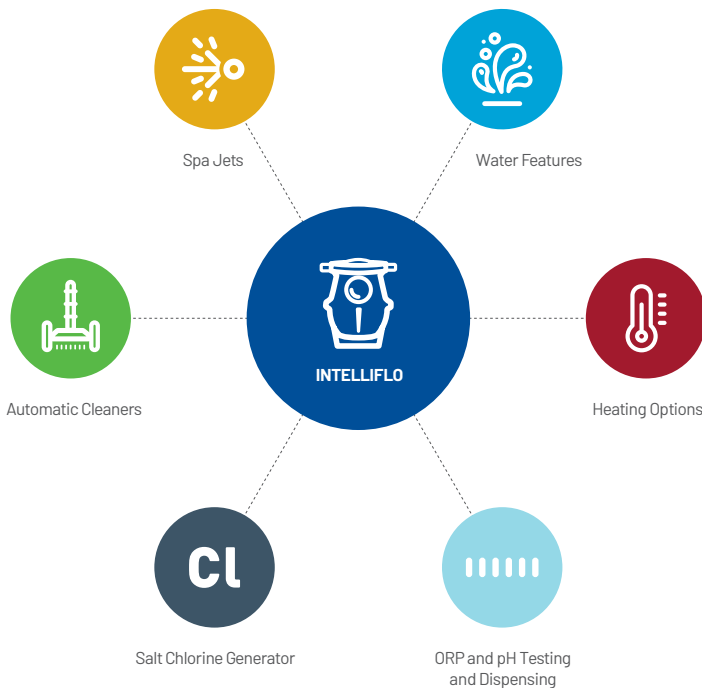 Spa Jets
Water Features
INTELLIFLO
Automatic Cleaners
Heating Options
Cl
Salt Chlorine Generator
ORP and pH Testing
and Dispensing